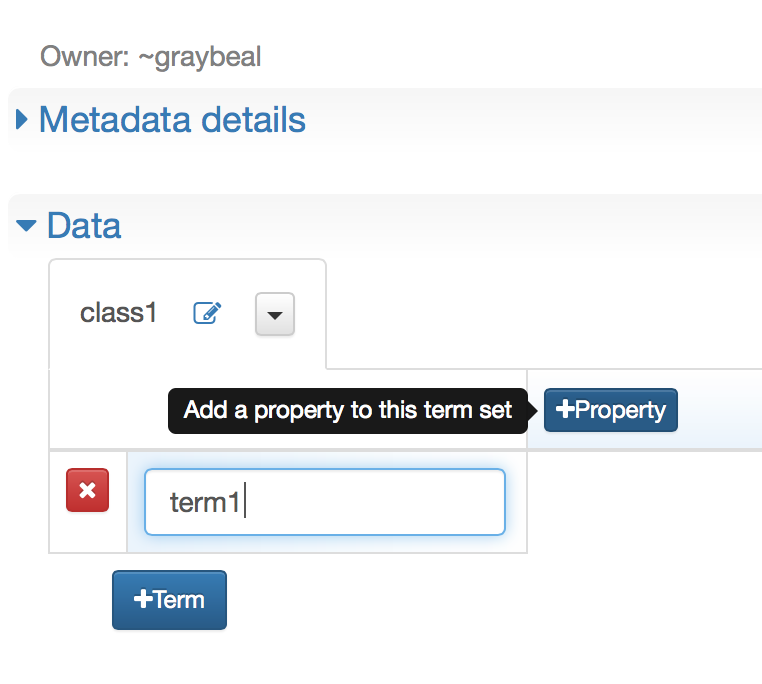 Owner: ~graybeal
Metadata details
Data
class1
Add a property to this term set
+Property
term1
+Term